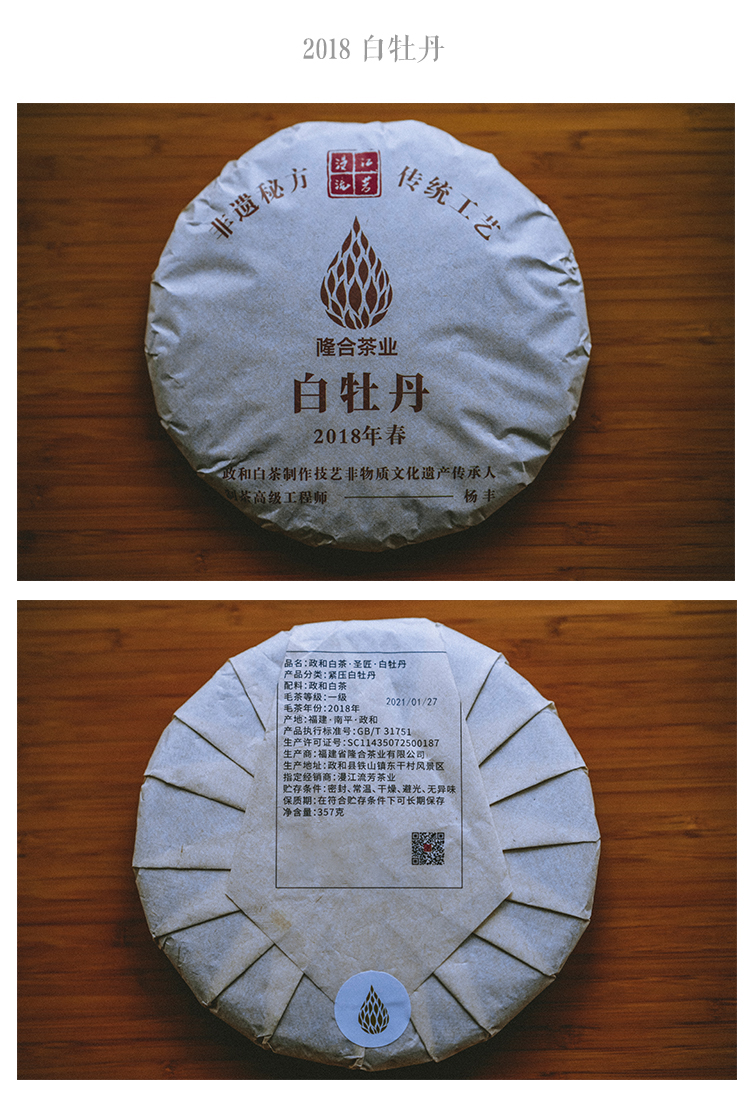 2018 白牡丹
非遗秘方
漫江
流芳
传统工艺
隆合茶业
白牡丹
2018年春
政和白茶制作技艺非物质文化遗产传承人
制茶高级工程师 杨丰
品名:政和白茶·圣匠·白牡丹
产品分类:紧压白牡丹
配料:政和白茶
毛茶等级:一级
2021/01/27
毛茶年份:2018年
产地:福建·南平·政和
产品执行标准号:GB/T 31751
生产许可证号:SC11435072500187
生产商:福建省隆合茶业有限公司
生产地址:政和县铁山镇东干村风景区
指定经销商:漫江流芳茶业
贮存条件:密封、常温、干燥、避光、无异味
保质期:在符合贮存条件下可长期保存
净含量:357克